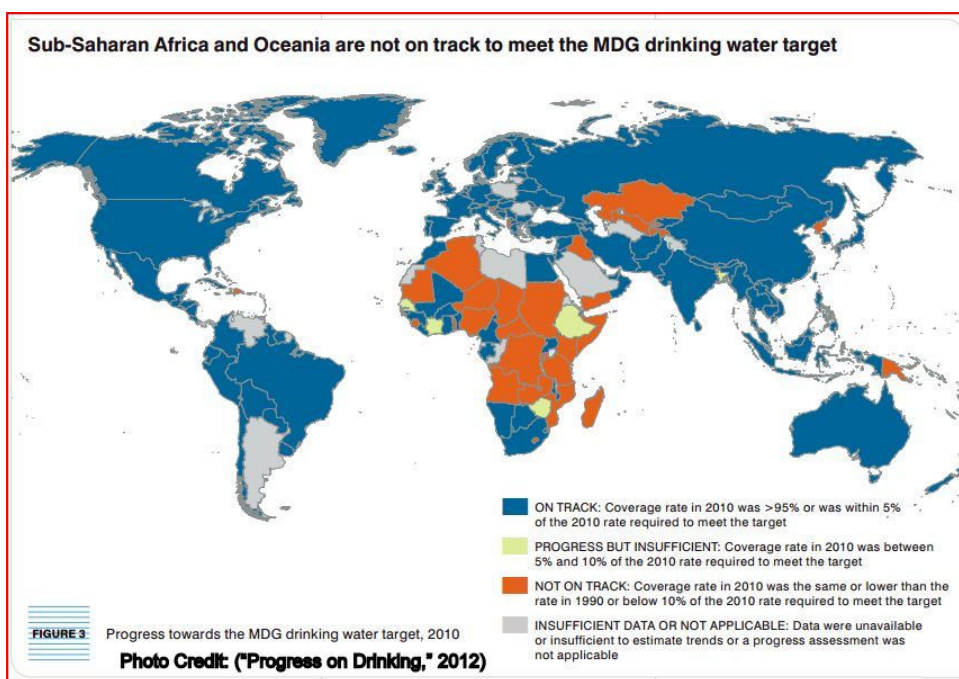 Sub-Saharan Africa and Oceania are not on track to meet the MDG drinking water target
ON TRACK: Coverage rate in 2010 was >95% or was within 5%
of the 2010 rate required to meet the target
PROGRESS BUT INSUFFICIENT: Coverage rate in 2010 was between
5% and 10% of the 2010 rate required to meet the target
NOT ON TRACK: Coverage rate in 2010 was the same or lower than the
rate in 1990 or below 10% of the 2010 rate required to meet the target
INSUFFICIENT DATA OR NOT APPLICABLE: Data were unavailable
or insufficient to estimate trends or a progress assessment was
not applicable
FIGURE 3
Progress towards the MDG drinking water target, 2010
Photo Credit: ("Progress on Drinking," 2012)